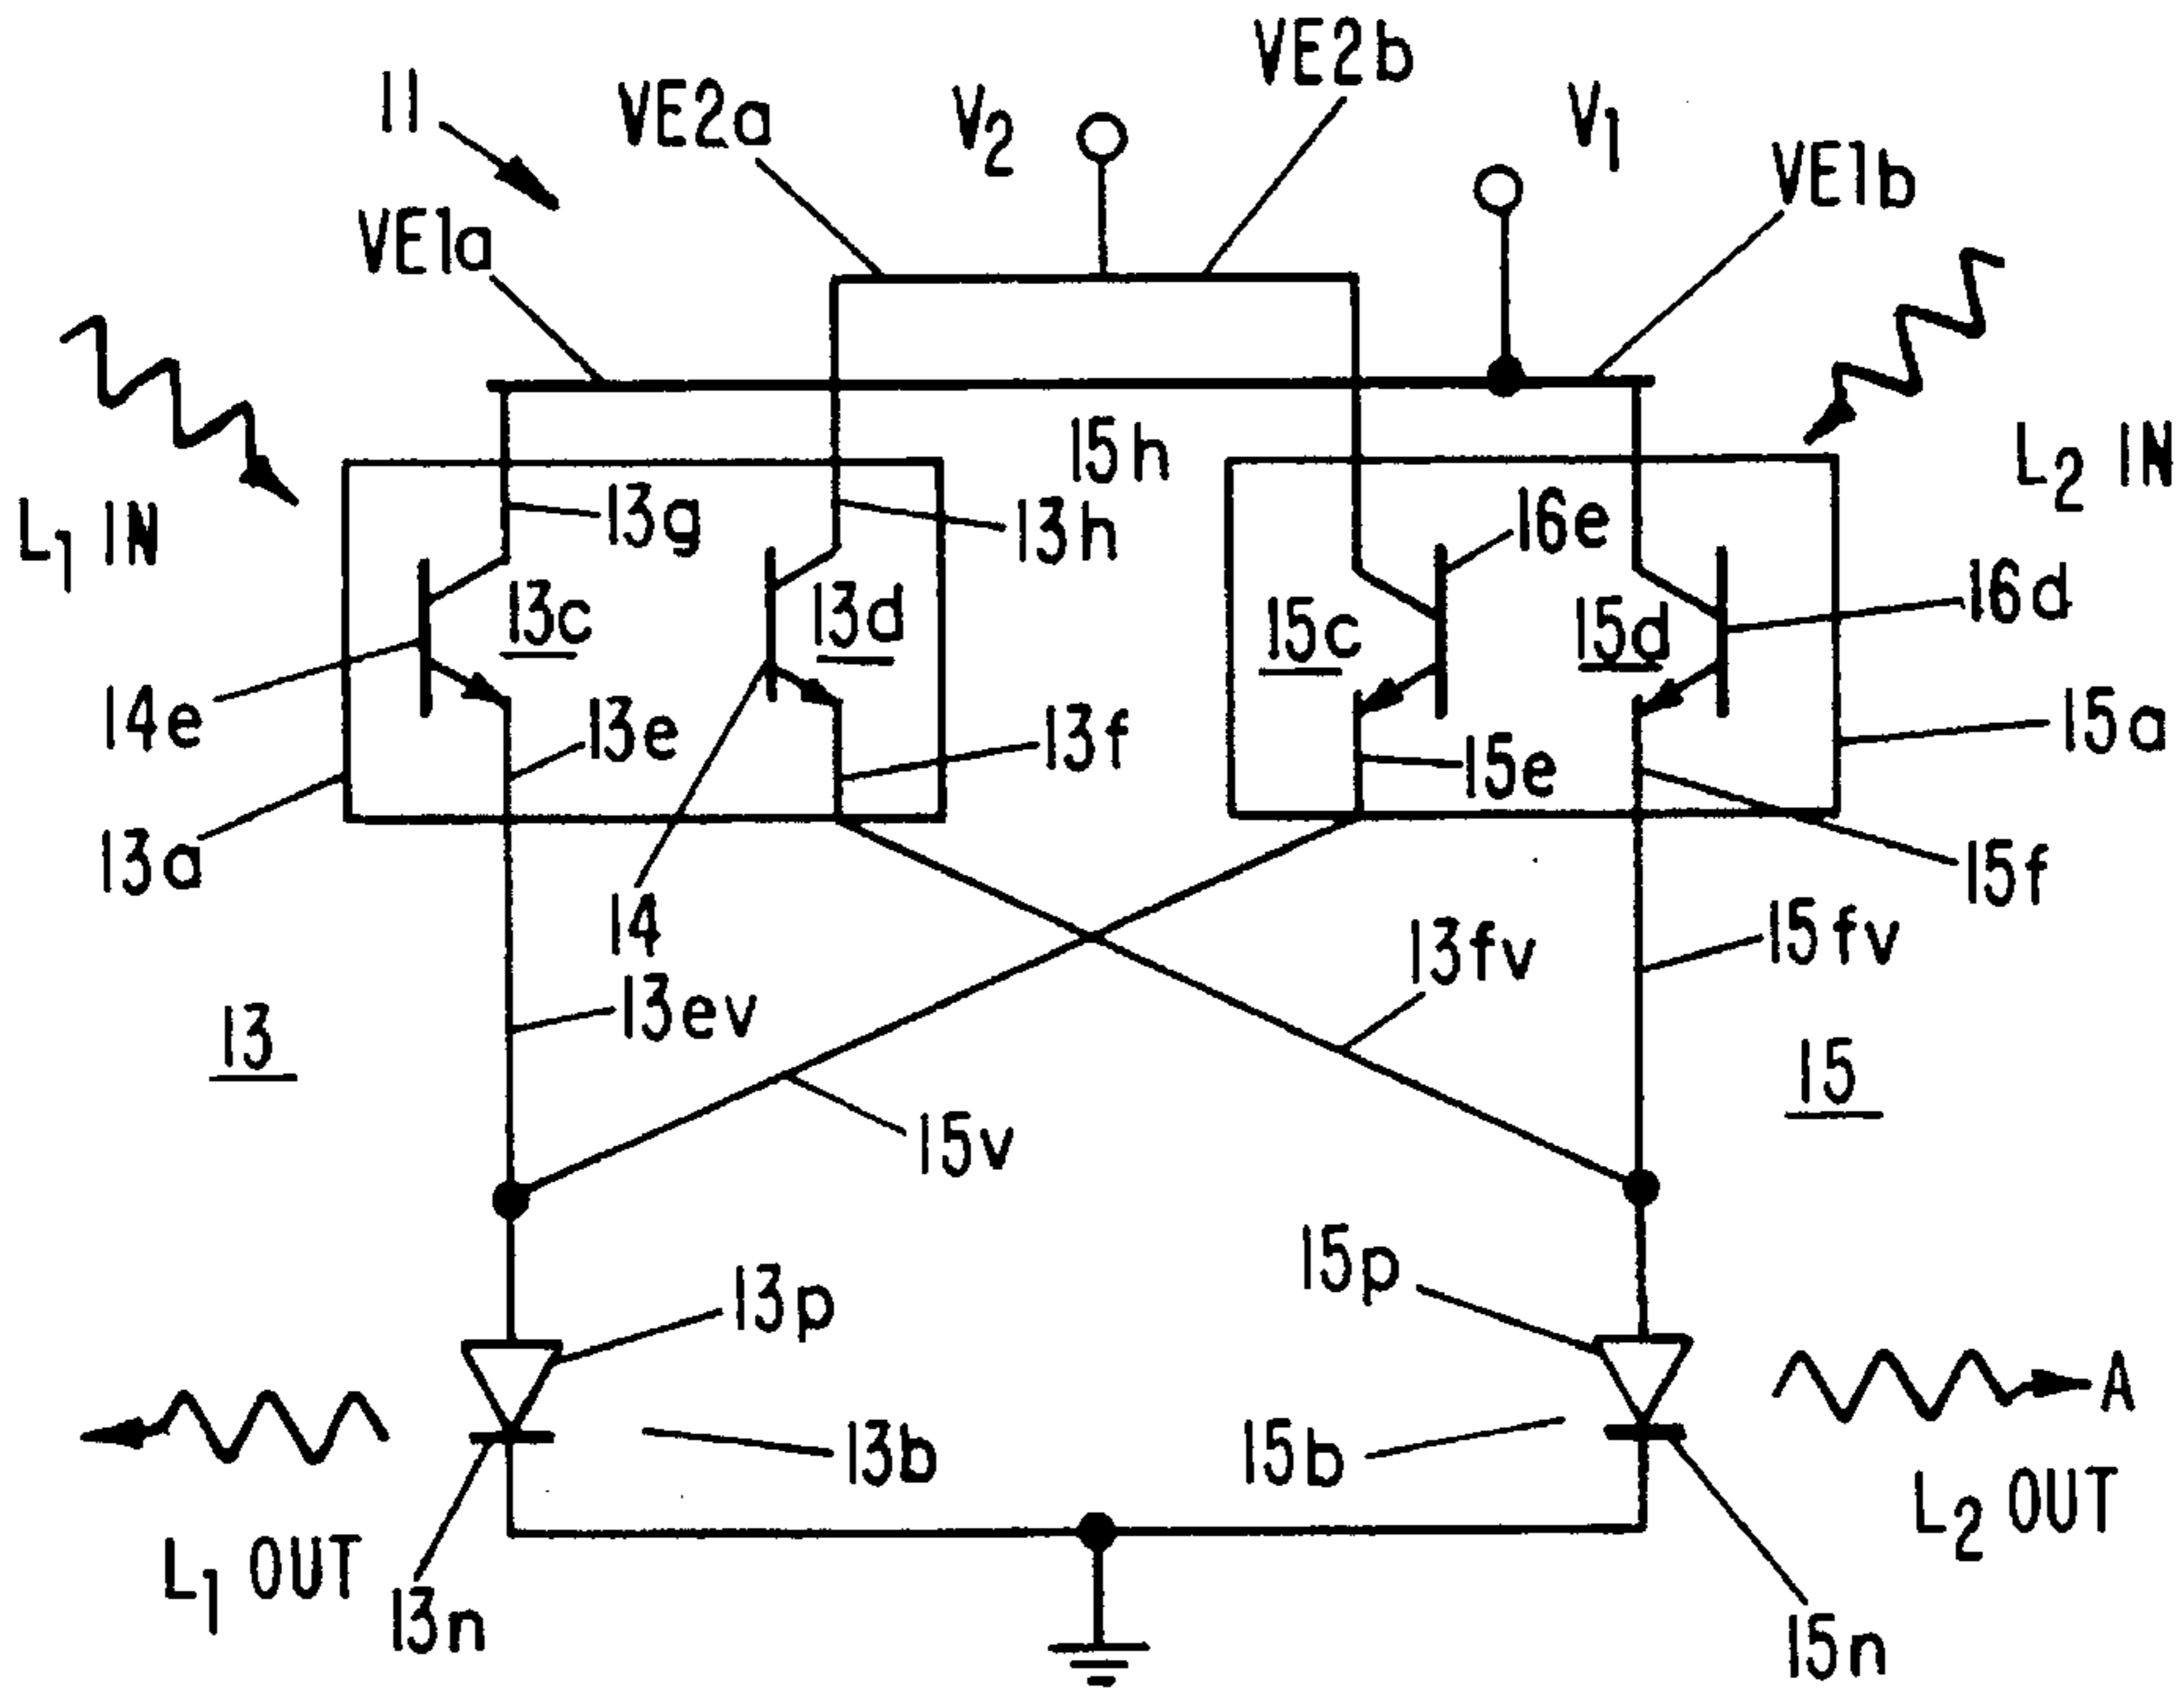 11
VE2a
V2
VE2b
V1
VE1a
VE1b
L1 IN
L2 IN
15h
13g
13h
16e
13c
13d
15c
15d
16d
14e
13e
13f
15e
15a
13a
14
15f
13fv
15fv
13
13ev
15
15v
13p
15p
A
13b
15b
L1 OUT
L2 OUT
13n
15n